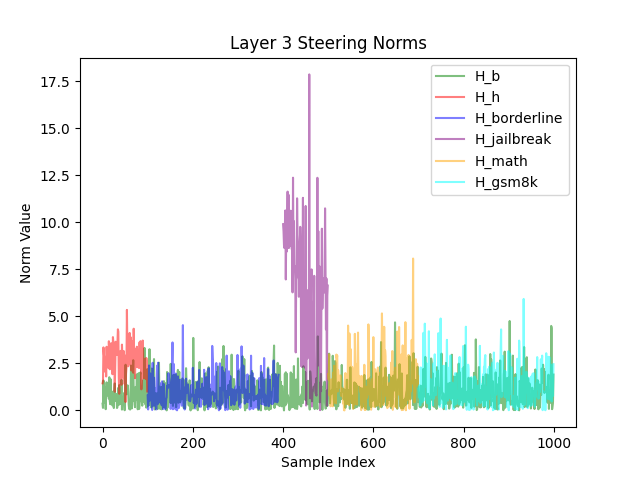 Layer 3 Steering Norms
H_b
H_h
H_borderline
H_jailbreak
H_math
H_gsm8k
Norm Value
17.5
15.0
12.5
10.0
7.5
5.0
2.5
0.0
0
200
400
600
800
1000
Sample Index